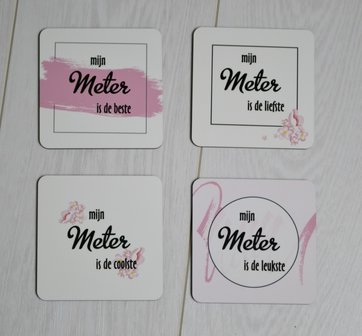 mijn
Meter
is de beste
mijn
Meter
is de liefste
mijn
Meter
is de coolste
mijn
Meter
is de leukste